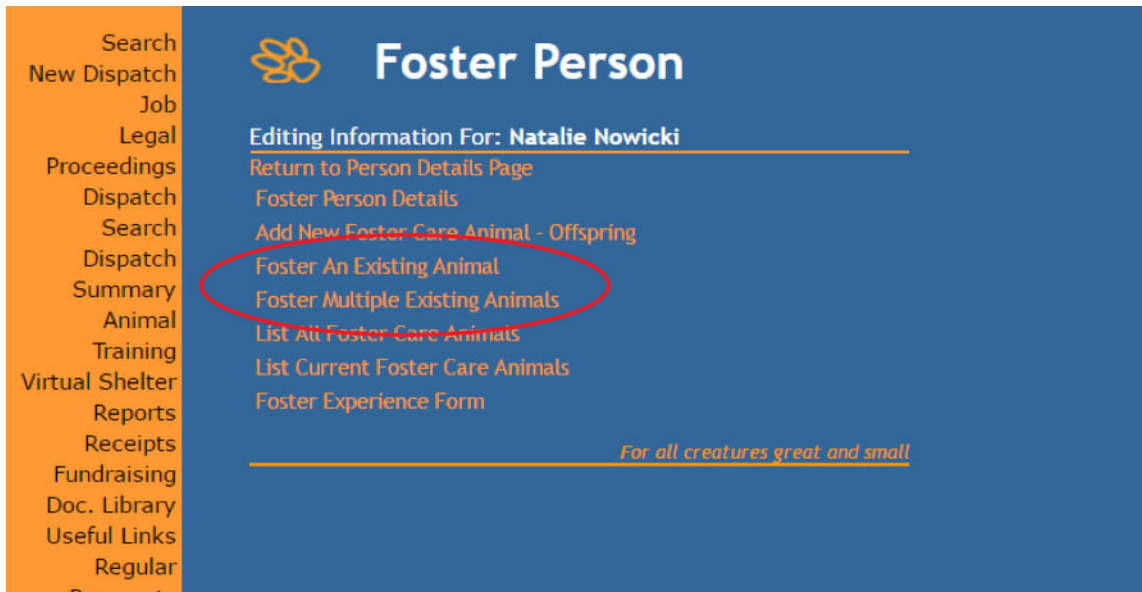 Search
New Dispatch
Job
Legal
Proceedings
Dispatch
Search
Dispatch
Summary
Animal
Training
Virtual Shelter
Reports
Receipts
Fundraising
Doc. Library
Useful Links
Regular
Foster Person
Editing Information For: Natalie Nowicki
Return to Person Details Page
Foster Person Details
Add New Foster Care Animal - Offspring
Foster An Existing Animal
Foster Multiple Existing Animals
List All Foster Care Animals
List Current Foster Care Animals
Foster Experience Form
For all creatures great and small